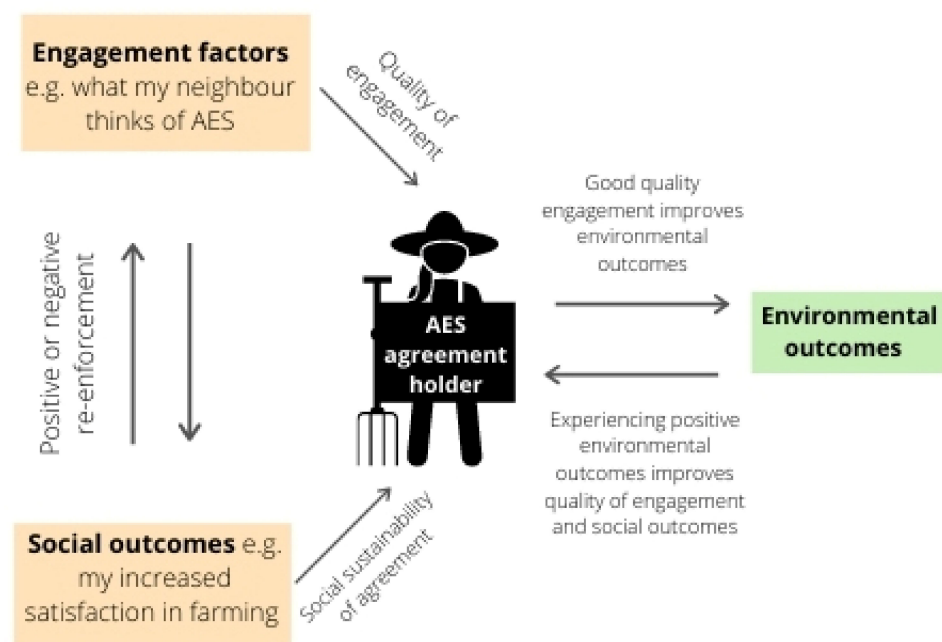 Engagement factors
e.g. what my neighbour
thinks of AES
Quality of
engagement
Good quality
engagement improves
environmental
outcomes
Positive or negative
re-enforcement
AES
agreement
holder
Environmental
outcomes
Experiencing positive
environmental
outcomes improves
quality of engagement
and social outcomes
Social outcomes e.g.
my increased
satisfaction in farming
Social sustainability
of agreement